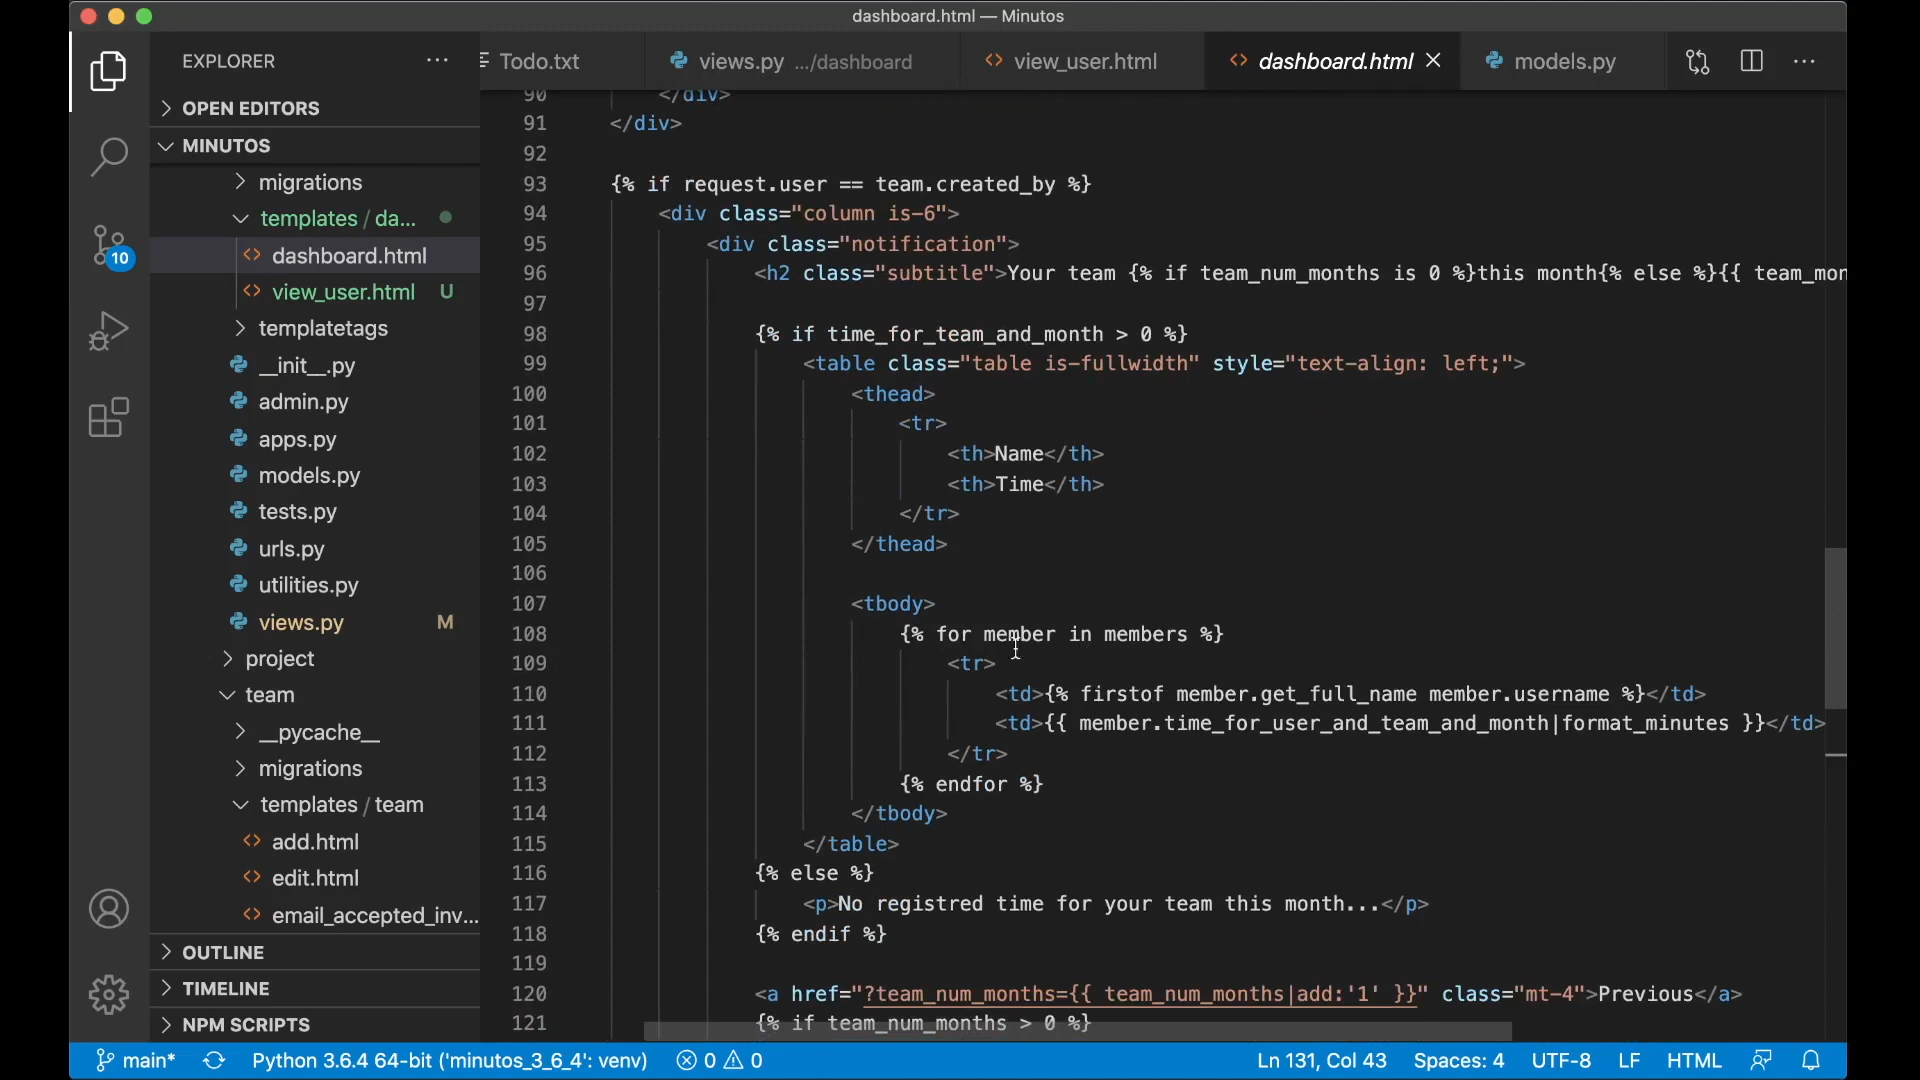 dashboard.html — Minutos
EXPLORER
Todo.txt
views.py .../dashboard
view_user.html
dashboard.html
models.py
OPEN EDITORS
MINUTOS
migrations
templates / da...
dashboard.html
view_user.html U
templatetags
__init__.py
admin.py
apps.py
models.py
tests.py
urls.py
utilities.py
views.py M
project
team
__pycache__
migrations
templates / team
add.html
edit.html
email_accepted_inv...
OUTLINE
TIMELINE
NPM SCRIPTS
10
90 </div>
91 </div>
92
93 {% if request.user == team.created_by %}
94 <div class="column is-6">
95 <div class="notification">
96 <h2 class="subtitle">Your team {% if team_num_months is 0 %}this month{% else %}{{ team_mon
97
98 {% if time_for_team_and_month > 0 %}
99 <table class="table is-fullwidth" style="text-align: left;">
100 <thead>
101 <tr>
102 <th>Name</th>
103 <th>Time</th>
104 </tr>
105 </thead>
106
107 <tbody>
108 {% for member in members %}
109 <tr>
110 <td>{% firstof member.get_full_name member.username %}</td>
111 <td>{{ member.time_for_user_and_team_and_month|format_minutes }}</td>
112 </tr>
113 {% endfor %}
114 </tbody>
115 </table>
116 {% else %}
117 <p>No registred time for your team this month...</p>
118 {% endif %}
119
120 <a href="?team_num_months={{ team_num_months|add:'1' }}" class="mt-4">Previous</a>
121 {% if team_num_months > 0 %}
main* Python 3.6.4 64-bit ('minutos_3_6_4': venv) 0 0 Ln 131, Col 43 Spaces: 4 UTF-8 LF HTML